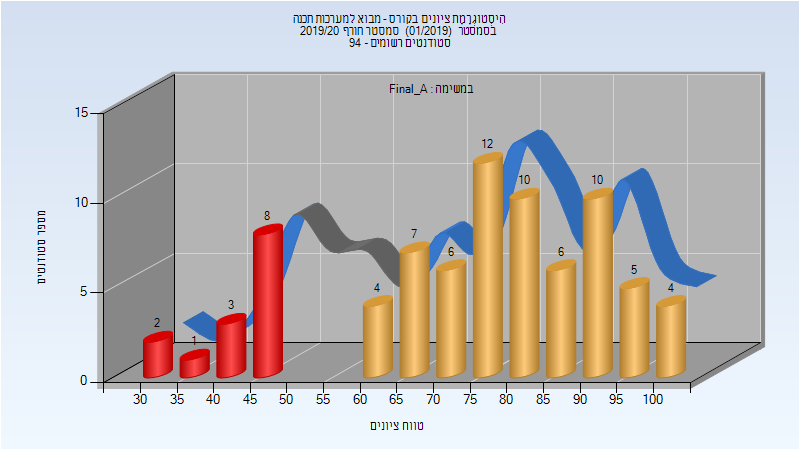 היסטוגרמת ציונים בקורס - מבוא למערכות תכנה
בסמסטר (01/2019) סמסטר חורף 2019/20
סטודנטים רשומים - 94
במשימה : Final_A
15
10
5
0
מספר סטודנטים
2
1
3
8
4
7
6
12
10
6
10
5
4
30 35 40 45 50 55 60 65 70 75 80 85 90 95 100
טווח ציונים